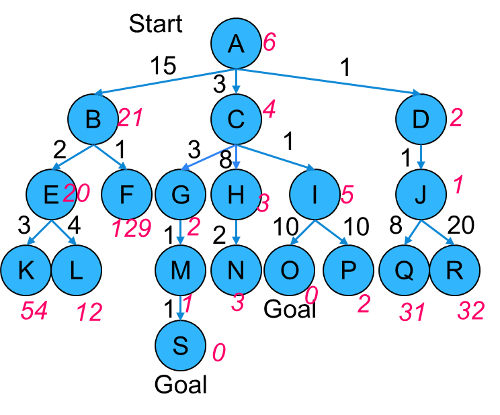 Start
A 6
15 3 1
B 21 C 4 D 2
2 1 3 8 1 1
E 20 F 129 G 2 H 3 I 5 J 1
3 4 1 2 10 10 8 20
K 54 L 12 M 1 N 3 O 0 P 2 Q 31 R 32
Goal
1
S 0
Goal